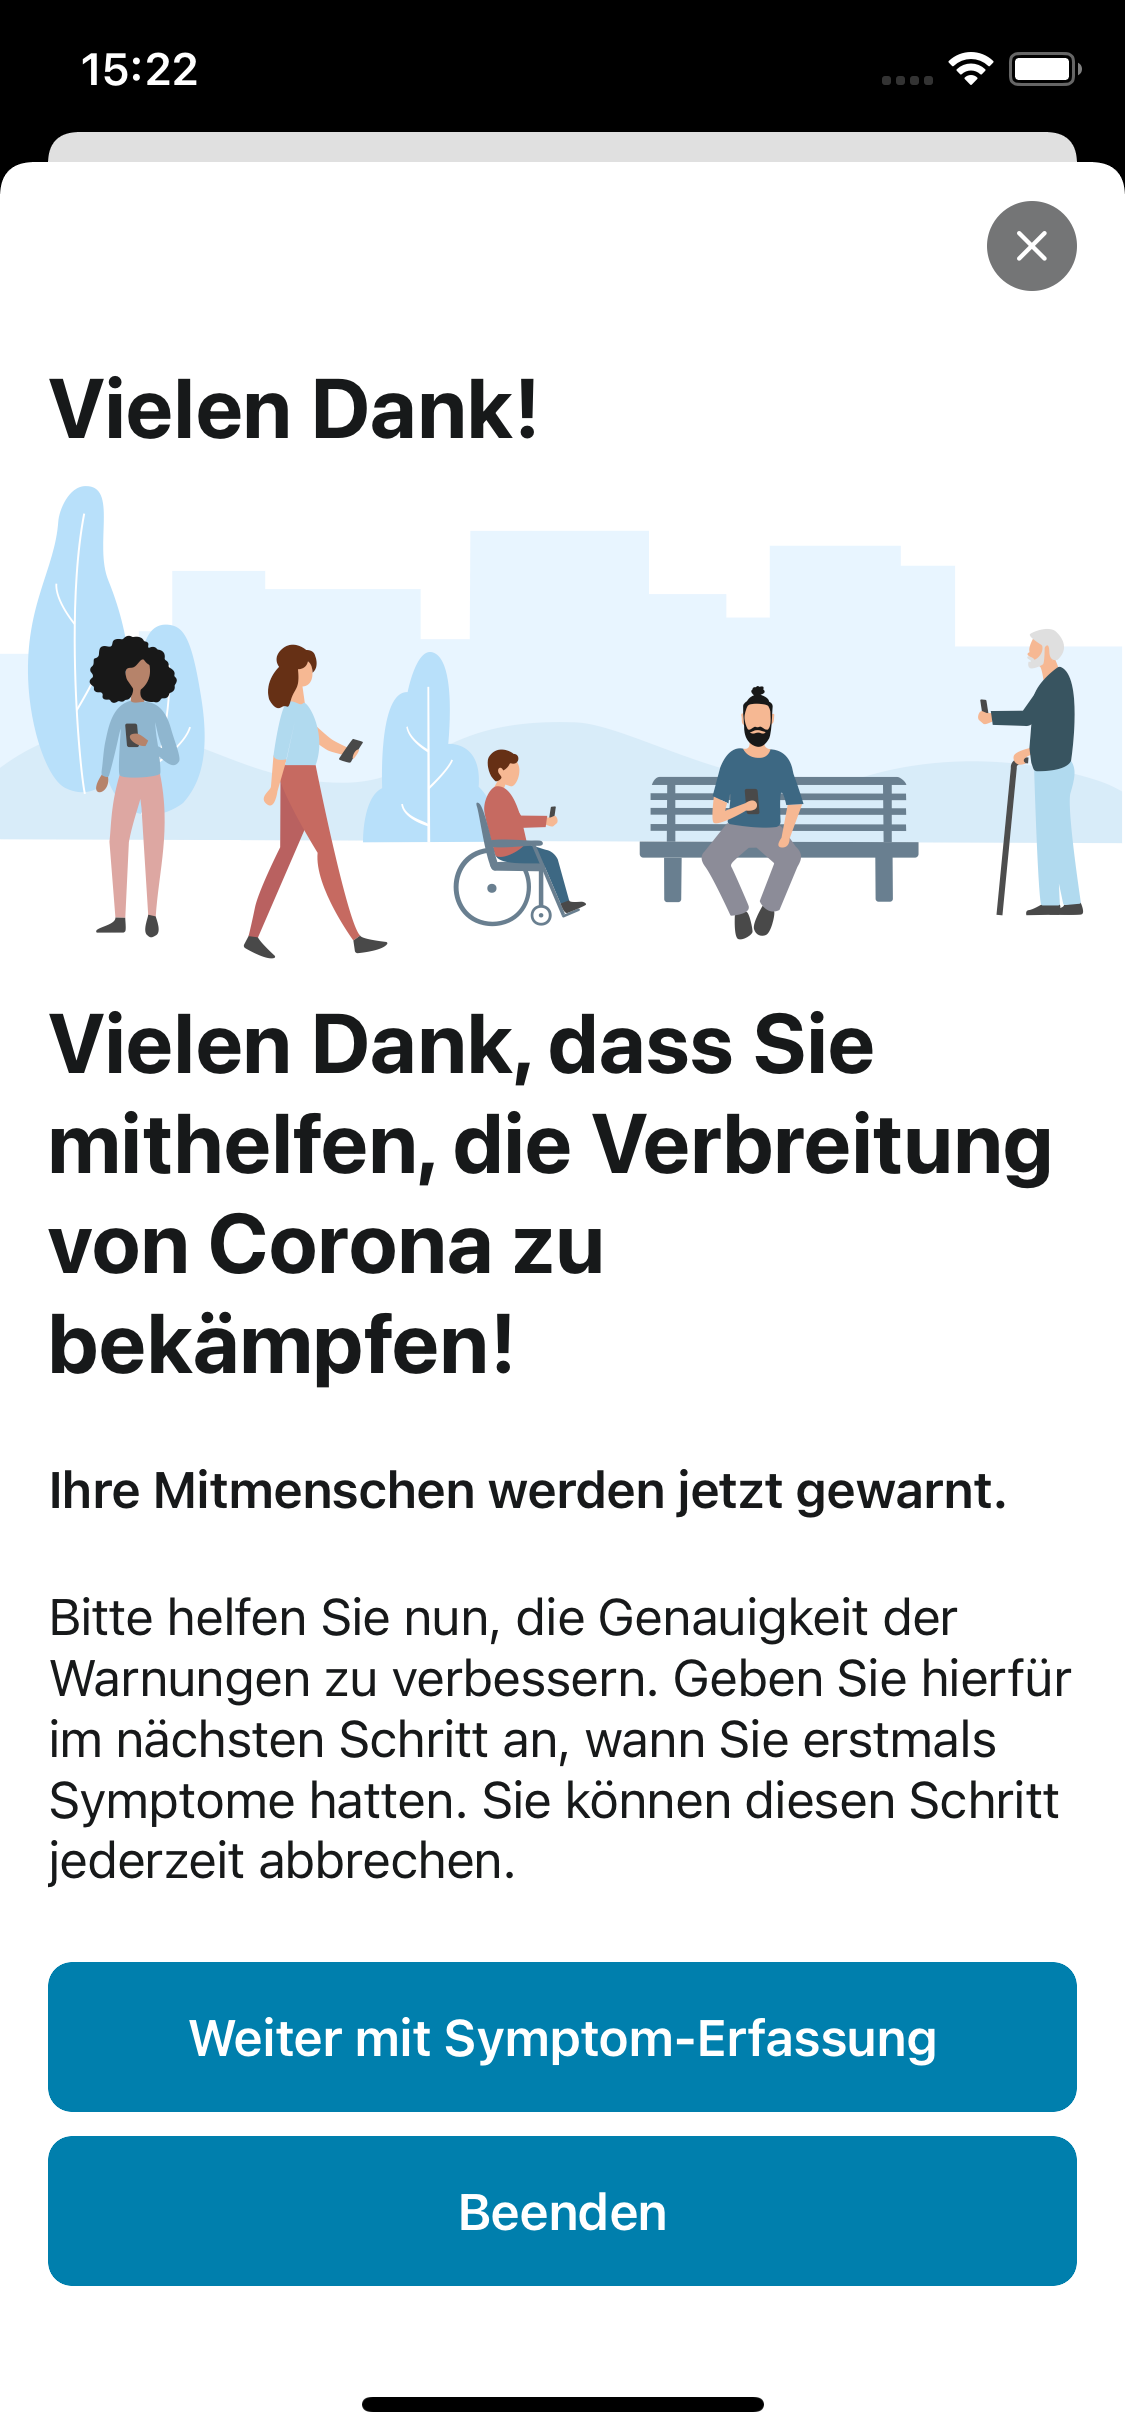 15:22
Vielen Dank!
Vielen Dank, dass Sie
mithelfen, die Verbreitung
von Corona zu
bekämpfen!
Ihre Mitmenschen werden jetzt gewarnt.
Bitte helfen Sie nun, die Genauigkeit der
Warnungen zu verbessern. Geben Sie hierfür
im nächsten Schritt an, wann Sie erstmals
Symptome hatten. Sie können diesen Schritt
jederzeit abbrechen.
Weiter mit Symptom-Erfassung
Beenden